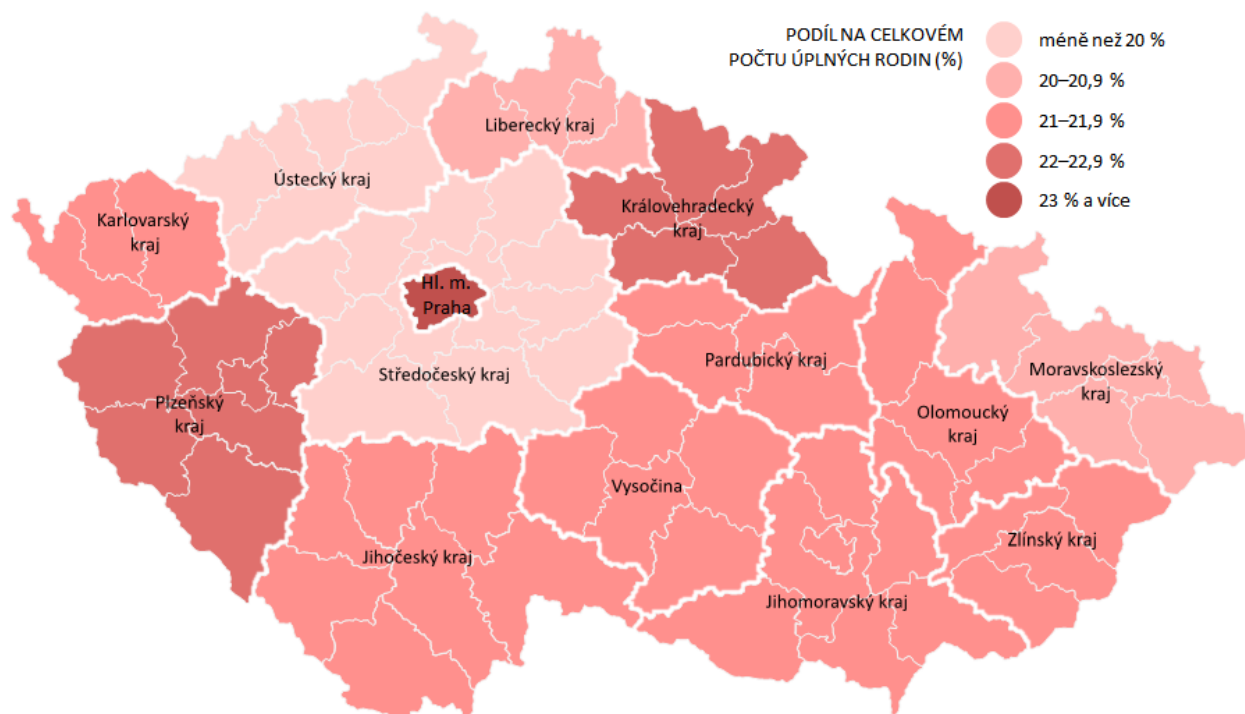 PODÍL NA CELKOVÉM
POČTU ÚPLNÝCH RODIN (%)
méně než 20 %
20–20,9 %
21–21,9 %
22–22,9 %
23 % a více
Liberecký kraj
Ústecký kraj
Karlovarský
kraj
Královehradecký
kraj
Hl. m.
Praha
Středočeský kraj
Pardubický kraj
Moravskoslezský
kraj
Plzeňský
kraj
Olomoucký
kraj
Vysočina
Jihočeský kraj
Zlínský kraj
Jihomoravský kraj